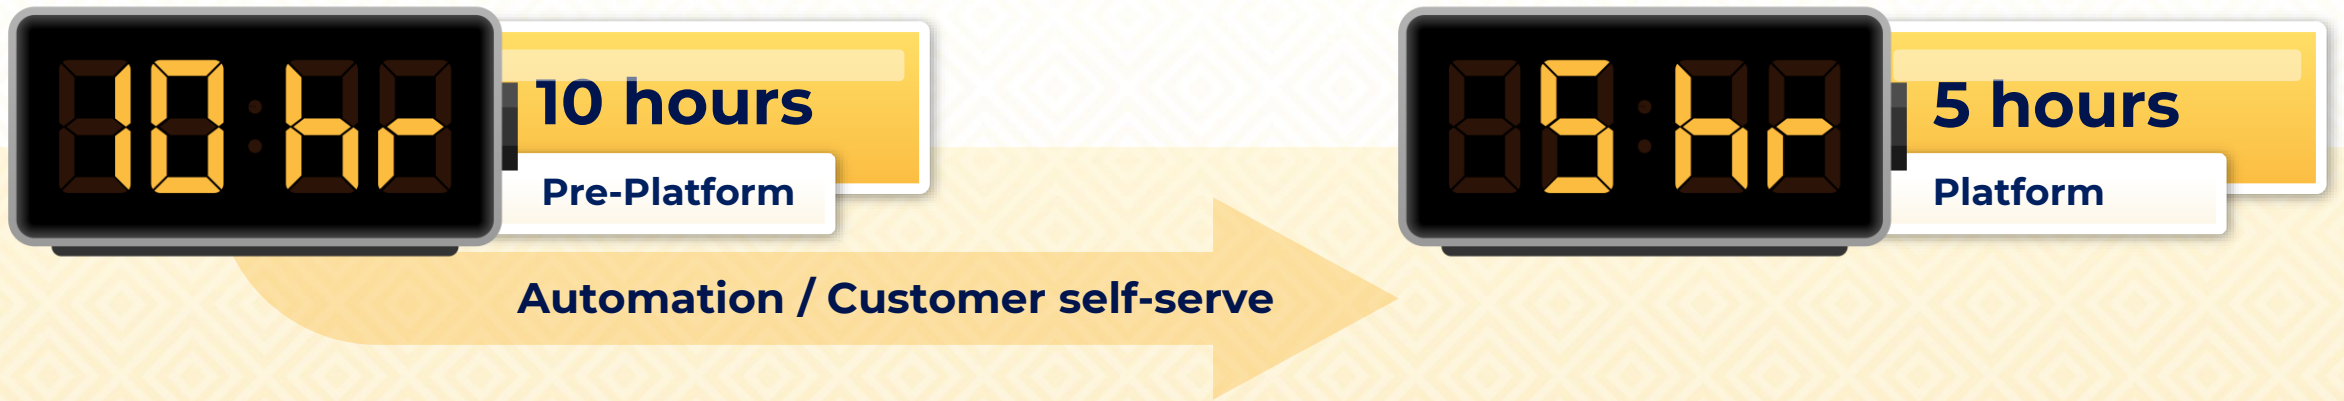 10 hr
10 hours
Pre-Platform
Automation / Customer self-serve
5 hr
5 hours
Platform